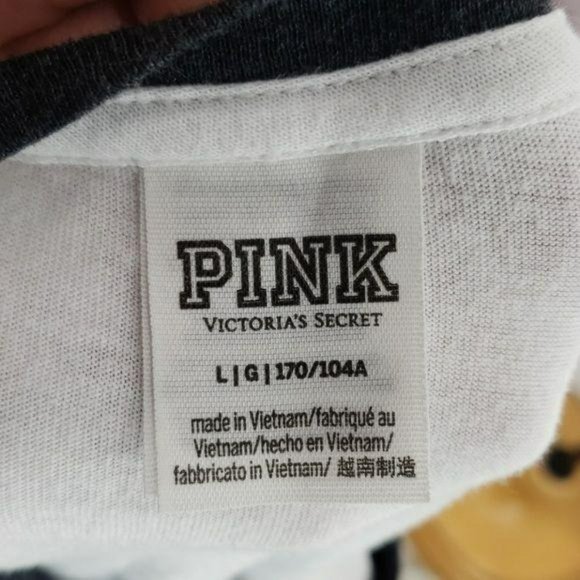 PINK
VICTORIA'S SECRET
L | G | 170/104A
made in Vietnam/fabriqué au
Vietnam/hecho en Vietnam/
fabbricato in Vietnam/ 越南制造